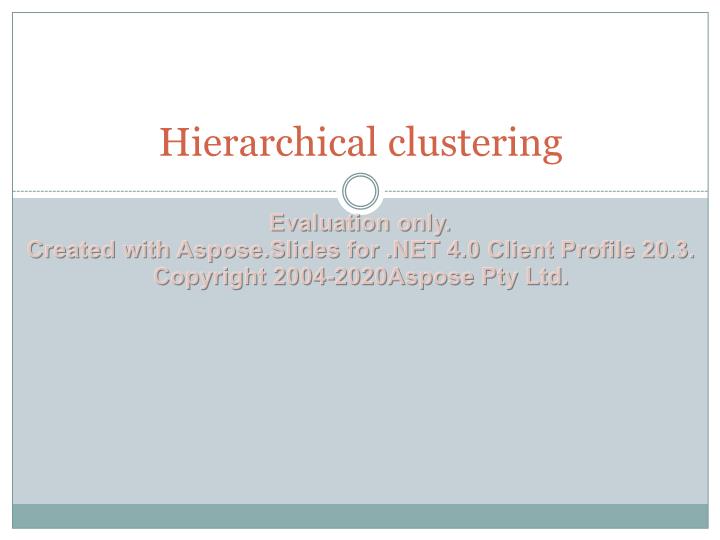 Hierarchical clustering
Evaluation only.
Created with Aspose.Slides for .NET 4.0 Client Profile 20.3.
Copyright 2004-2020Aspose Pty Ltd.